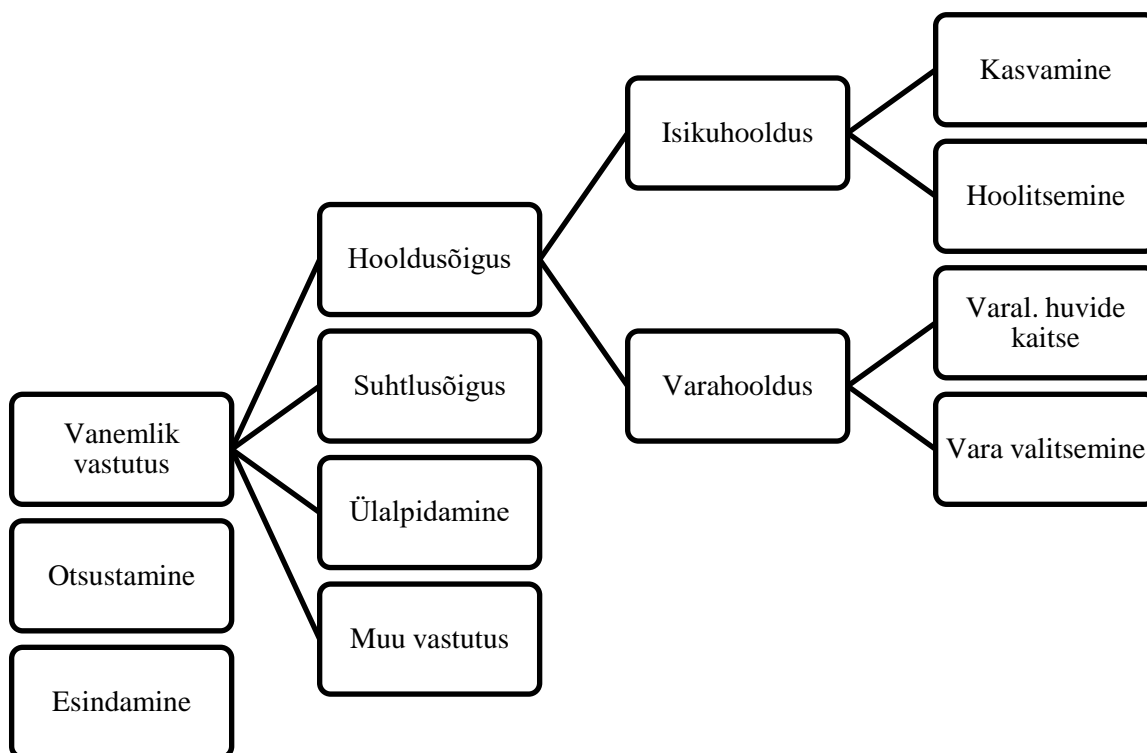 Vanemlik
vastutus
Otsustamine
Esindamine
Hooldusõigus
Suhtlusõigus
Ülalpidamine
Muu vastutus
Isikuhooldus
Varahooldus
Kasvamine
Hoolitsemine
Varal. huvide
kaitse
Vara valitsemine